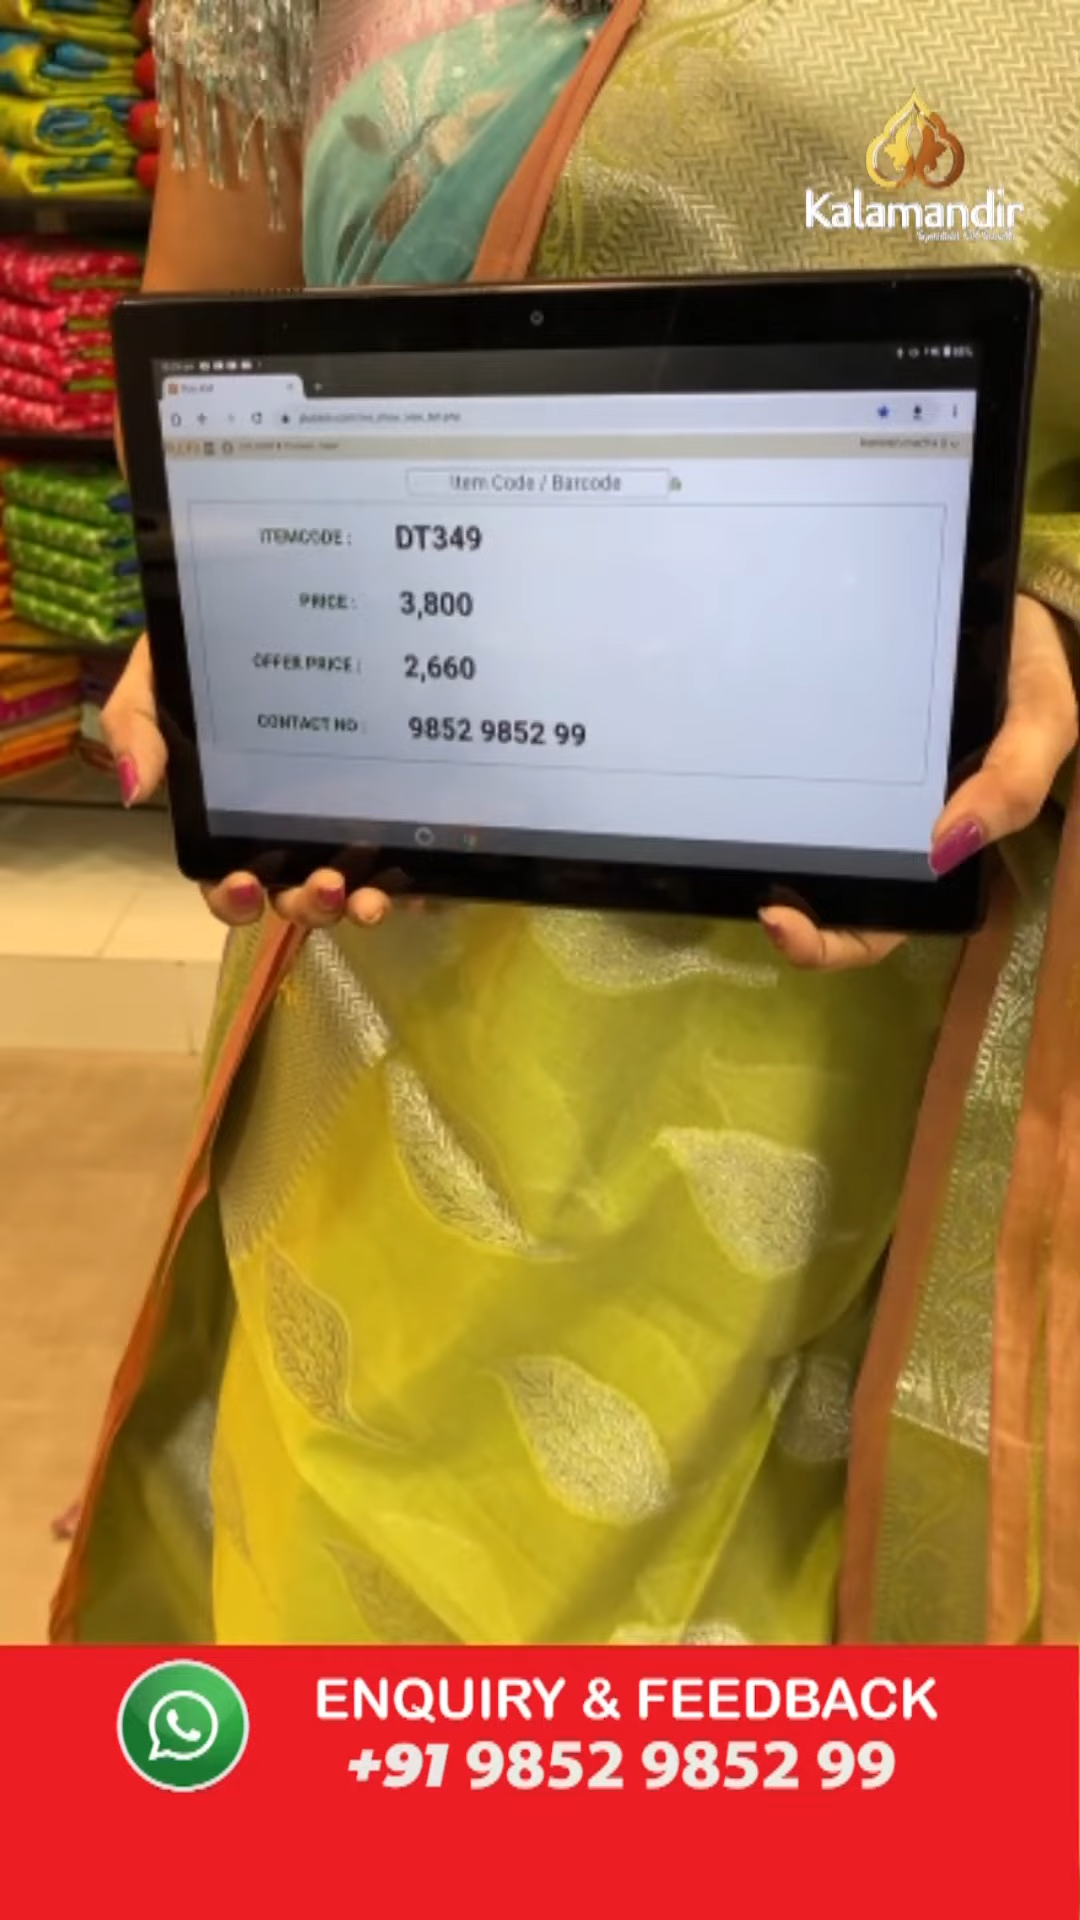 Kalamandir
Item Code / Barcode
ITEMCODE : DT349
PRICE : 3,800
OFFER PRICE : 2,660
CONTACT NO : 9852 9852 99
ENQUIRY & FEEDBACK
+91 9852 9852 99